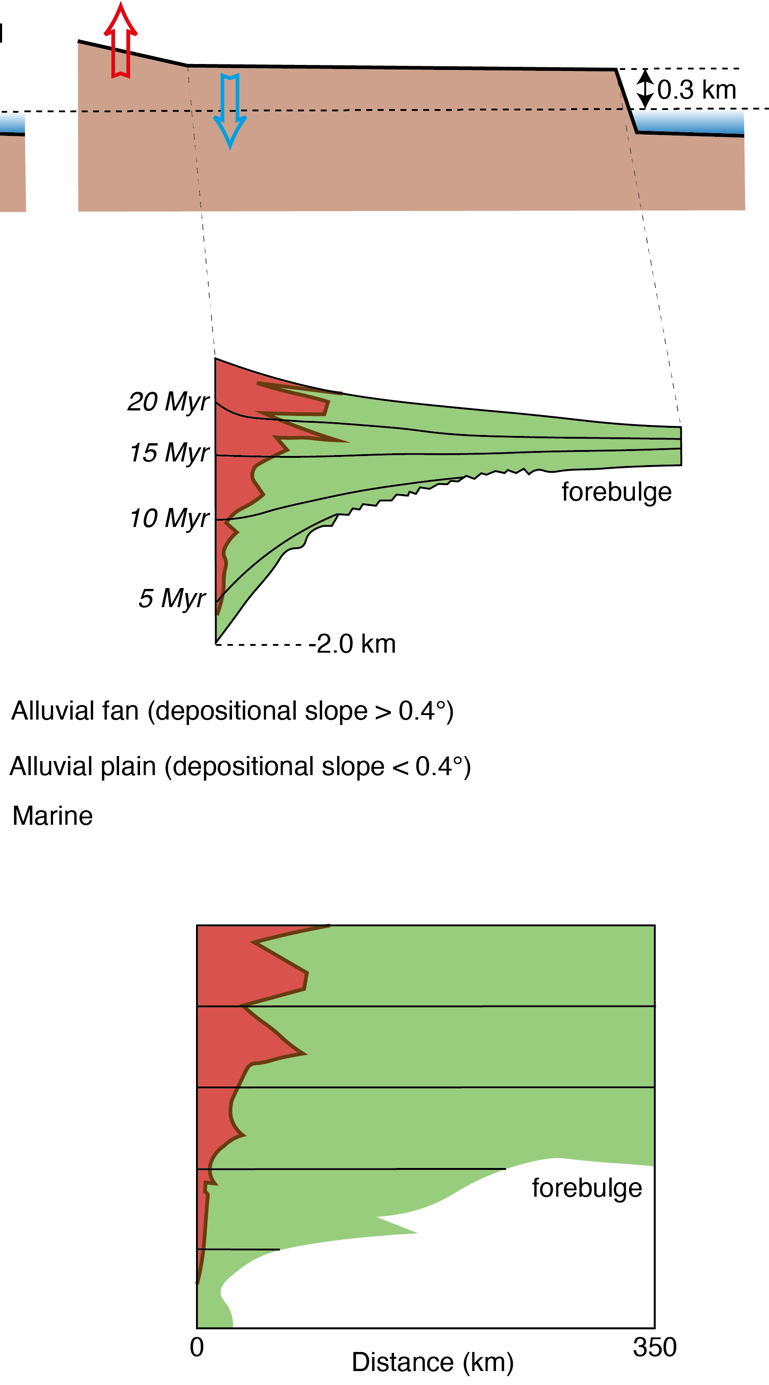 0.3 km
20 Myr
15 Myr
forebulge
10 Myr
5 Myr
-2.0 km
Alluvial fan (depositional slope > 0.4°)
Alluvial plain (depositional slope < 0.4°)
Marine
forebulge
0
350
Distance (km)